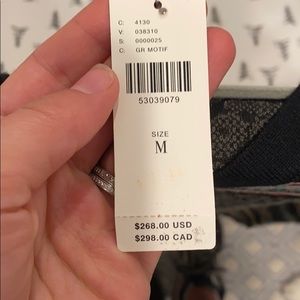 C: 4130
V: 038310
S: 0000025
C: GR MOTIF
53039079
SIZE
M
$268.00 USD
$298.00 CAD